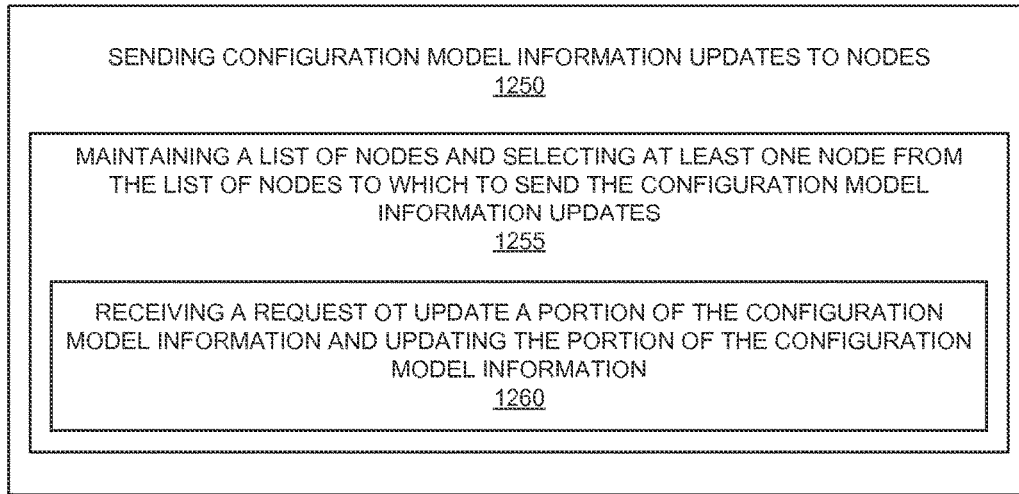 SENDING CONFIGURATION MODEL INFORMATION UPDATES TO NODES
1250
MAINTAINING A LIST OF NODES AND SELECTING AT LEAST ONE NODE FROM
THE LIST OF NODES TO WHICH TO SEND THE CONFIGURATION MODEL
INFORMATION UPDATES
1255
RECEIVING A REQUEST OT UPDATE A PORTION OF THE CONFIGURATION
MODEL INFORMATION AND UPDATING THE PORTION OF THE CONFIGURATION
MODEL INFORMATION
1260